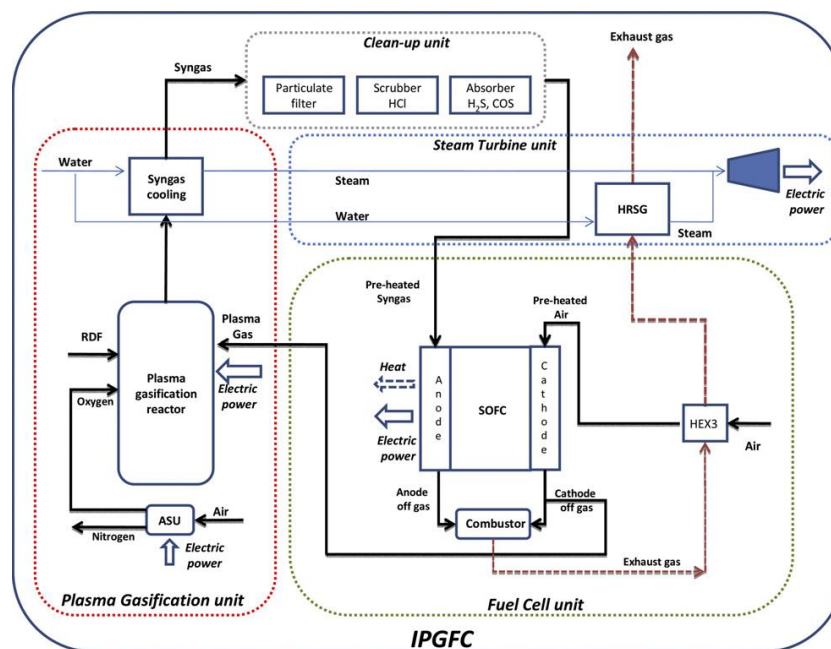 Clean-up unit
Exhaust gas
Syngas
Particulate
filter
Scrubber
HCl
Absorber
H₂S, COS
Steam Turbine unit
Water
Syngas
cooling
Steam
Electric
power
HRSG
Water
Steam
Pre-heated
Syngas
Pre-heated
Air
Plasma
Gas
RDF
Plasma
gasification
reactor
Heat
Anode
SOFC
Cathode
Electric
power
Oxygen
Electric
power
HEX3
Air
Anode
off gas
Cathode
off gas
Air
ASU
Combustor
Nitrogen
Electric
power
Exhaust gas
Plasma Gasification unit
Fuel Cell unit
IPGFC